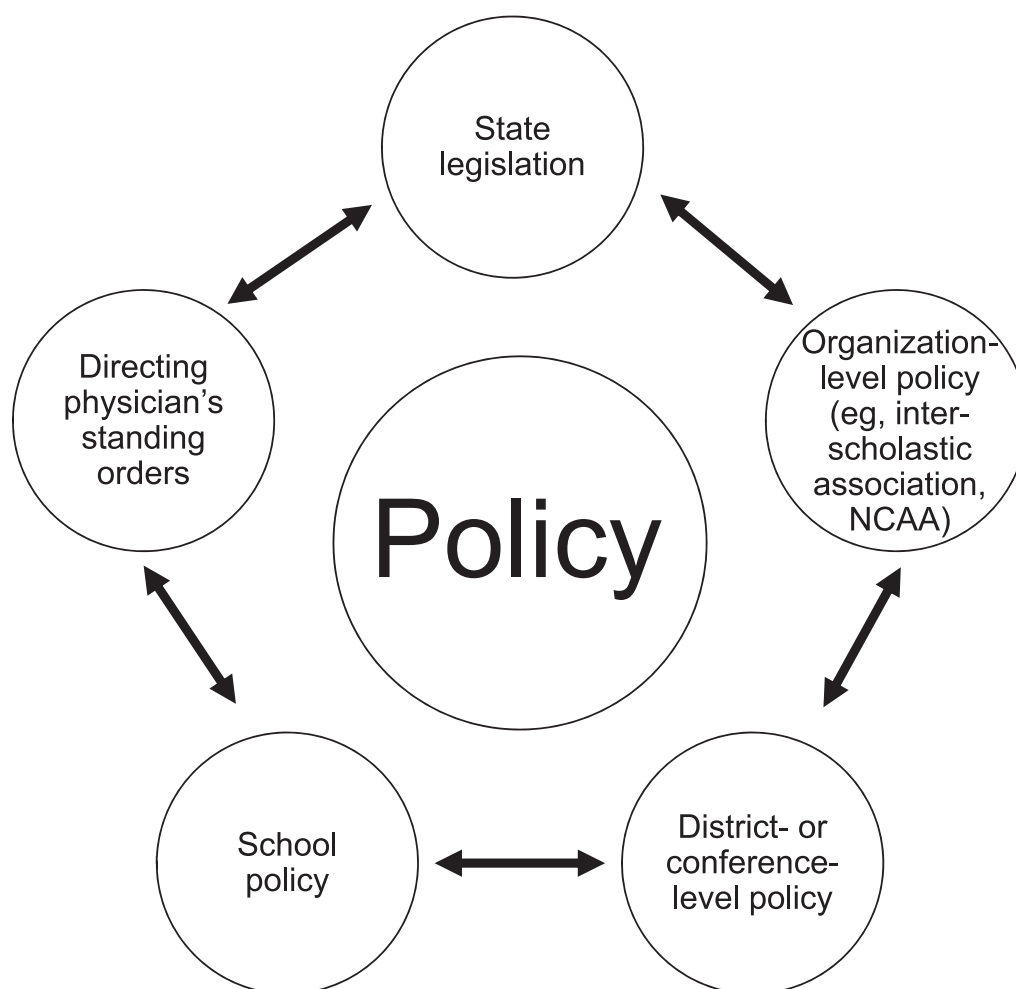 State
legislation
Directing
physician’s
standing
orders
Organization-
level policy
(eg, inter-
scholastic
association,
NCAA)
Policy
School
policy
District- or
conference-
level policy